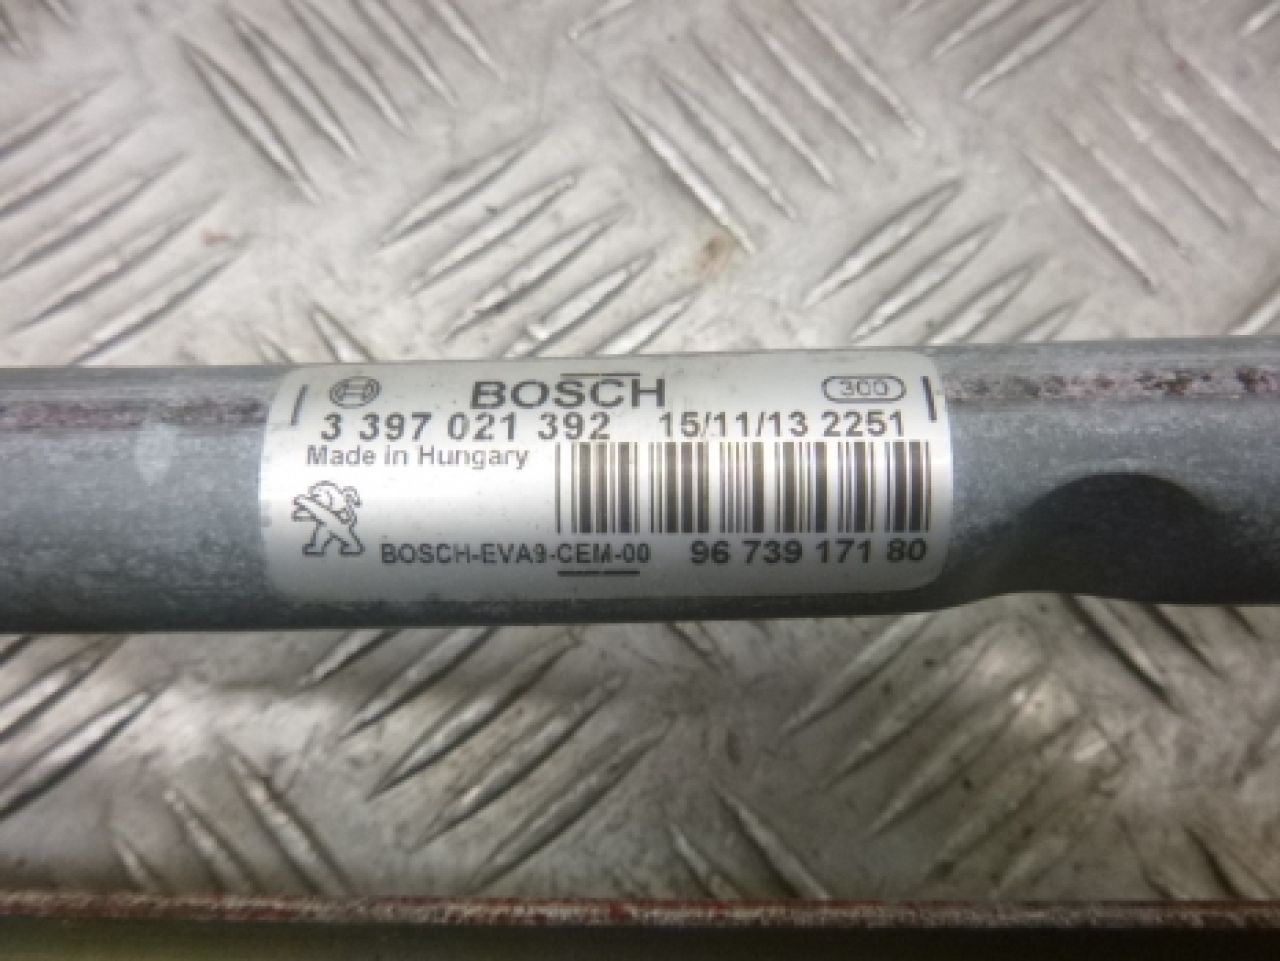 BOSCH 300
3 397 021 392 15/11/13 2251
Made in Hungary
BOSCH-EVA9-CEM-00 96 739 171 80